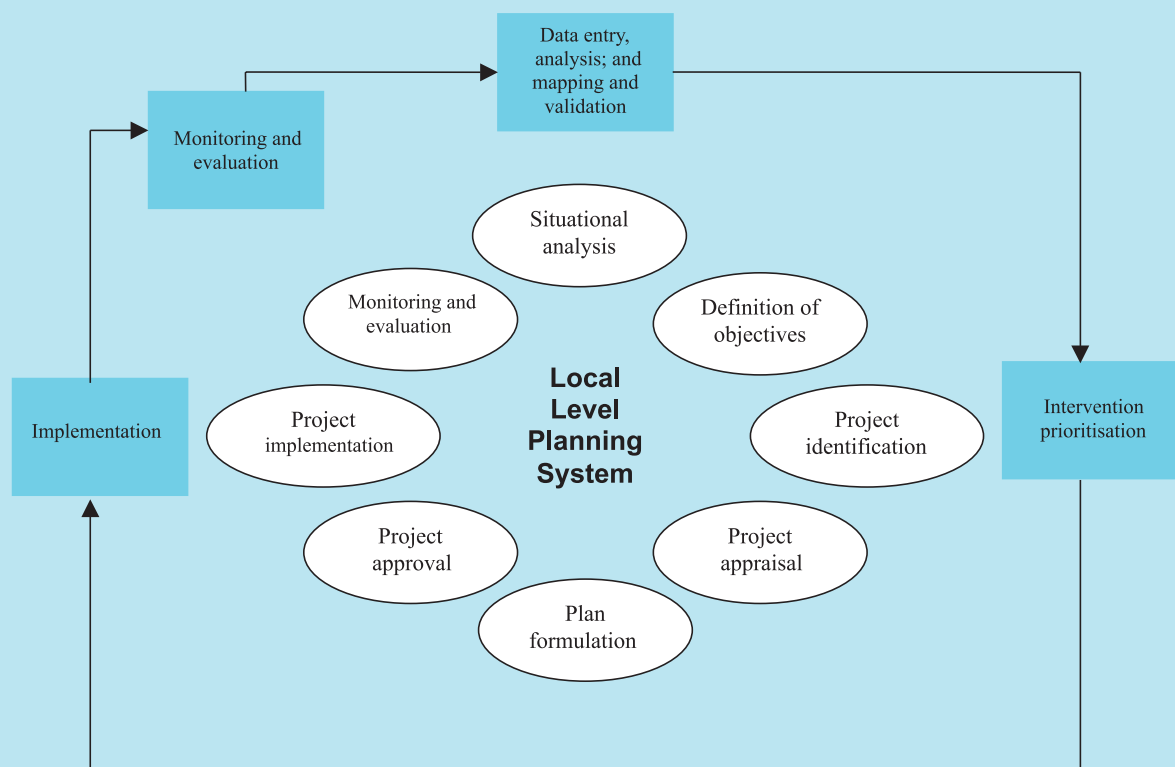 Data entry,
analysis; and
mapping and
validation
Monitoring and
evaluation
Situational
analysis
Monitoring and
evaluation
Definition of
objectives
Local
Level
Planning
System
Implementation
Project
implementation
Project
identification
Intervention
prioritisation
Project
approval
Project
appraisal
Plan
formulation